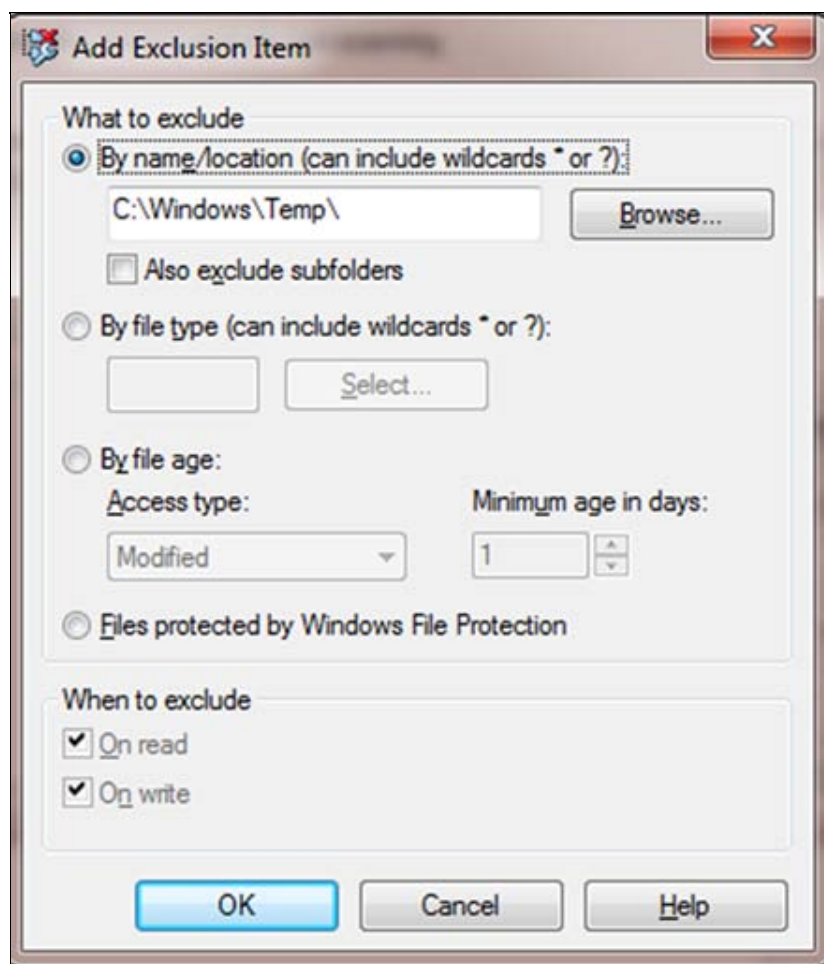 Add Exclusion Item
What to exclude
By name/location (can include wildcards * or ?):
C:\Windows\Temp\
Browse...
Also exclude subfolders
By file type (can include wildcards * or ?):
Select...
By file age:
Access type:
Minimum age in days:
Modified
1
Files protected by Windows File Protection
When to exclude
On read
On write
OK
Cancel
Help